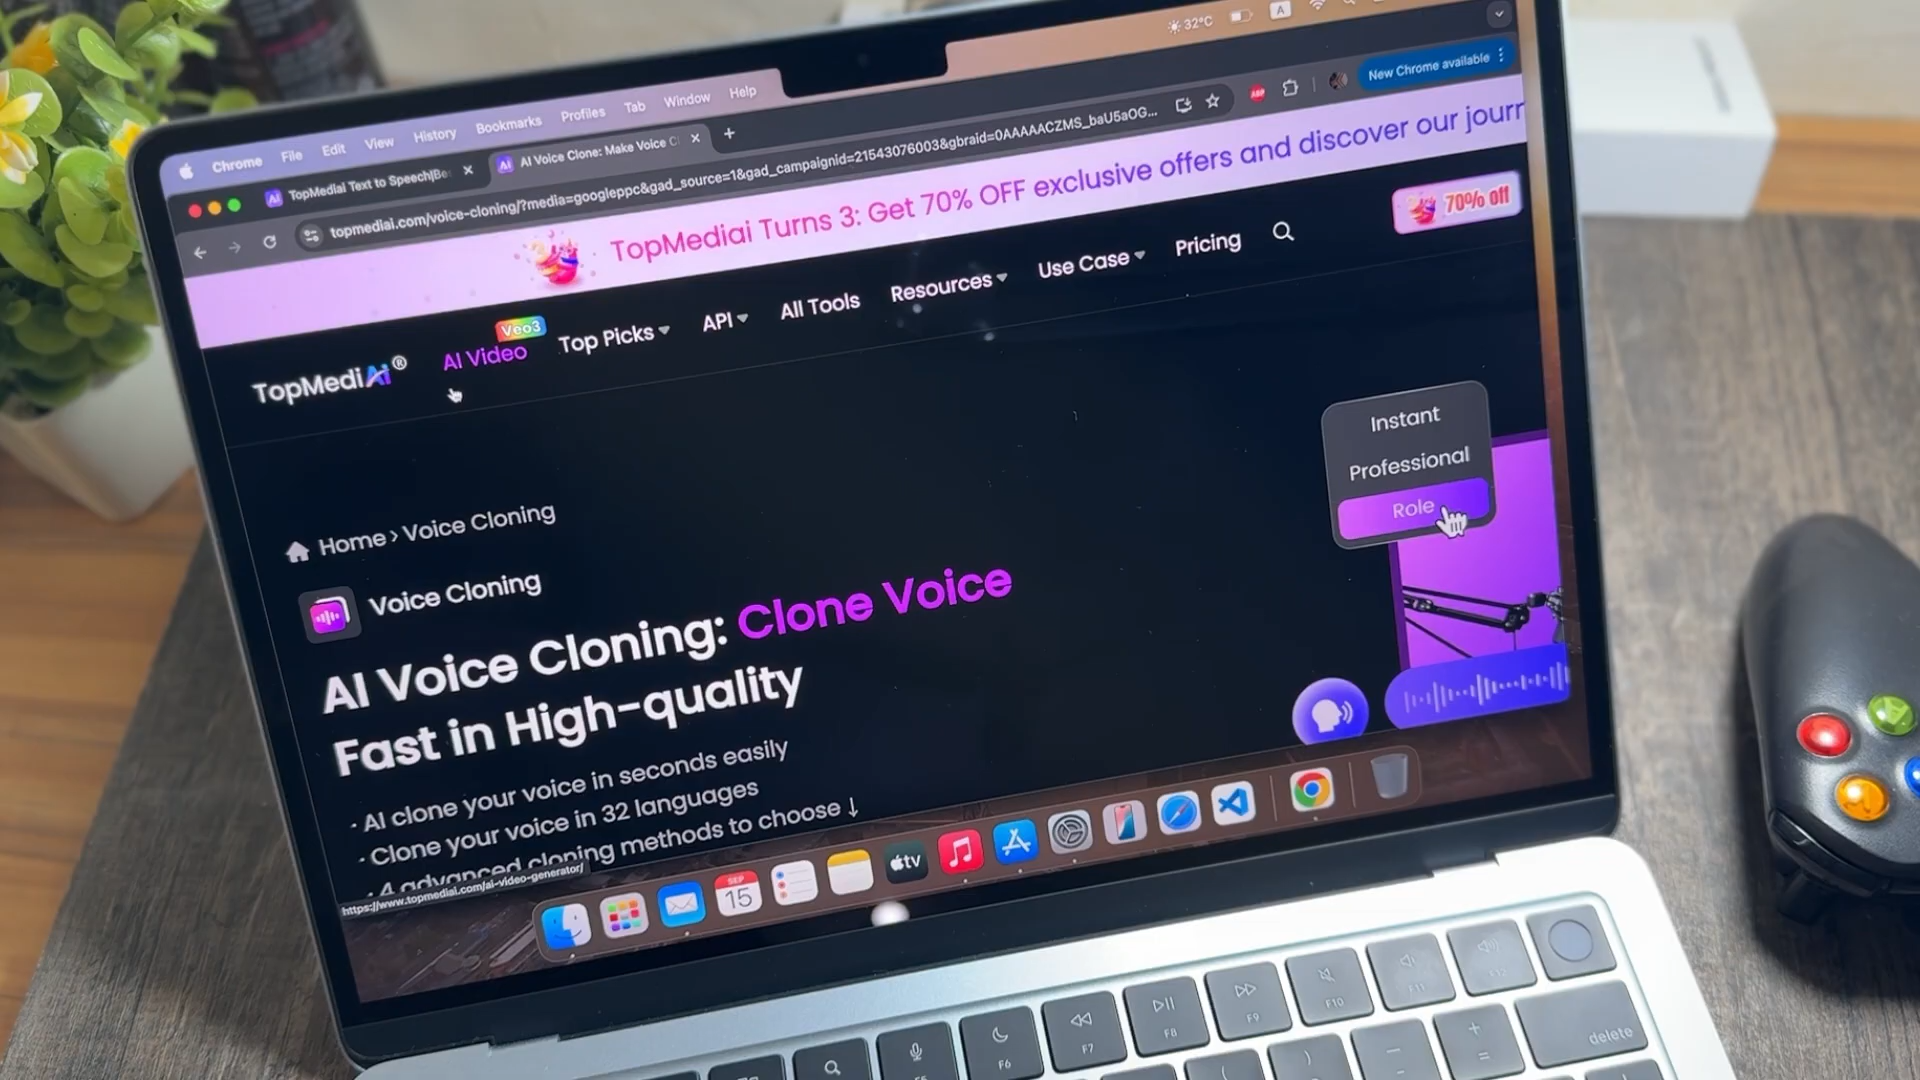 Chrome File Edit View History Bookmarks Profiles Tab Window Help
32°C A
TopMediai Text to Speech|Be
AI Voice Clone: Make Voice C
New Chrome available
topmediai.com/voice-cloning/?media=googleppc&gad_source=1&gad_campaignid=21543076003&gbraid=0AAAAACZMS_baU5aOG...
ABP
TopMediai Turns 3: Get 70% OFF exclusive offers and discover our journ
70% off
TopMediAi®
Veo3
AI Video Top Picks API All Tools Resources Use Case Pricing
Instant
Professional
Role
Home > Voice Cloning
Voice Cloning
AI Voice Cloning: Clone Voice
Fast in High-quality
· AI clone your voice in seconds easily
· Clone your voice in 32 languages
· 4 advanced cloning methods to choose ↓
https://www.topmediai.com/ai-video-generator/
SEP
15
tv
F6
F7
F8
F9
F10
F11
F12
delete